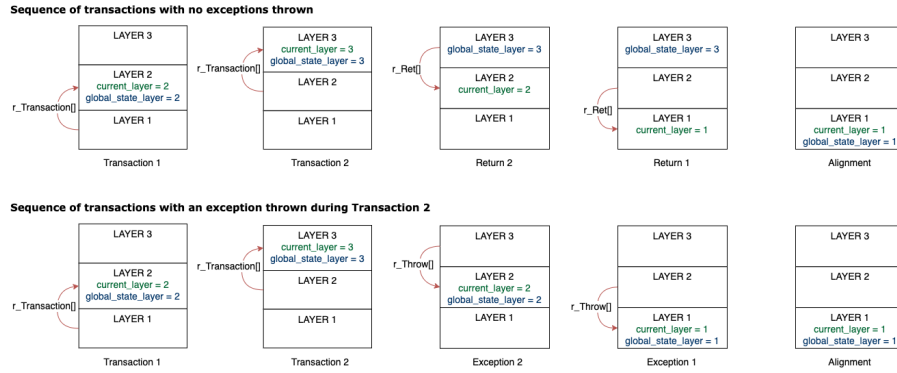 Sequence of transactions with no exceptions thrown
LAYER 3
LAYER 2
current_layer = 2
global_state_layer = 2
r_Transaction[]
LAYER 1
Transaction 1
LAYER 3
current_layer = 3
global_state_layer = 3
r_Transaction[]
LAYER 2
LAYER 1
Transaction 2
LAYER 3
global_state_layer = 3
r_Ret[]
LAYER 2
current_layer = 2
LAYER 1
Return 2
LAYER 3
global_state_layer = 3
LAYER 2
r_Ret[]
LAYER 1
current_layer = 1
Return 1
LAYER 3
LAYER 2
LAYER 1
current_layer = 1
global_state_layer = 1
Alignment
Sequence of transactions with an exception thrown during Transaction 2
LAYER 3
LAYER 2
current_layer = 2
global_state_layer = 2
r_Transaction[]
LAYER 1
Transaction 1
LAYER 3
current_layer = 3
global_state_layer = 3
r_Transaction[]
LAYER 2
LAYER 1
Transaction 2
LAYER 3
r_Throw[]
LAYER 2
current_layer = 2
global_state_layer = 2
LAYER 1
Exception 2
LAYER 3
LAYER 2
r_Throw[]
LAYER 1
current_layer = 1
global_state_layer = 1
Exception 1
LAYER 3
LAYER 2
LAYER 1
current_layer = 1
global_state_layer = 1
Alignment